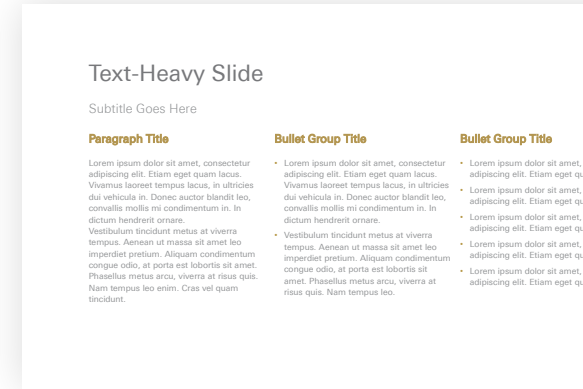 Text-Heavy Slide
Subtitle Goes Here
Paragraph Title
Lorem ipsum dolor sit amet, consectetur
adipiscing elit. Etiam eget quam lacus.
Vivamus laoreet tempus lacus, in ultricies
dui vehicula in. Donec auctor blandit leo,
convallis mollis mi condimentum in. In
dictum hendrerit ornare.
Vestibulum tincidunt metus at viverra
tempus. Aenean ut massa sit amet leo
imperdiet pretium. Aliquam condimentum
congue odio, at porta est lobortis sit amet.
Phasellus metus arcu, viverra at risus quis.
Nam tempus leo enim. Cras vel quam
tincidunt.
Bullet Group Title
• Lorem ipsum dolor sit amet, consectetur
adipiscing elit. Etiam eget quam lacus.
Vivamus laoreet tempus lacus, in ultricies
dui vehicula in. Donec auctor blandit leo,
convallis mollis mi condimentum in. In
dictum hendrerit ornare.
• Vestibulum tincidunt metus at viverra
tempus. Aenean ut massa sit amet leo
imperdiet pretium. Aliquam condimentum
congue odio, at porta est lobortis sit
amet. Phasellus metus arcu, viverra at
risus quis. Nam tempus leo.
Bullet Group Title
• Lorem ipsum dolor sit amet,
adipiscing elit. Etiam eget
• Lorem ipsum dolor sit amet,
adipiscing elit. Etiam eget
• Lorem ipsum dolor sit amet,
adipiscing elit. Etiam eget
• Lorem ipsum dolor sit amet,
adipiscing elit. Etiam eget
• Lorem ipsum dolor sit amet,
adipiscing elit. Etiam eget